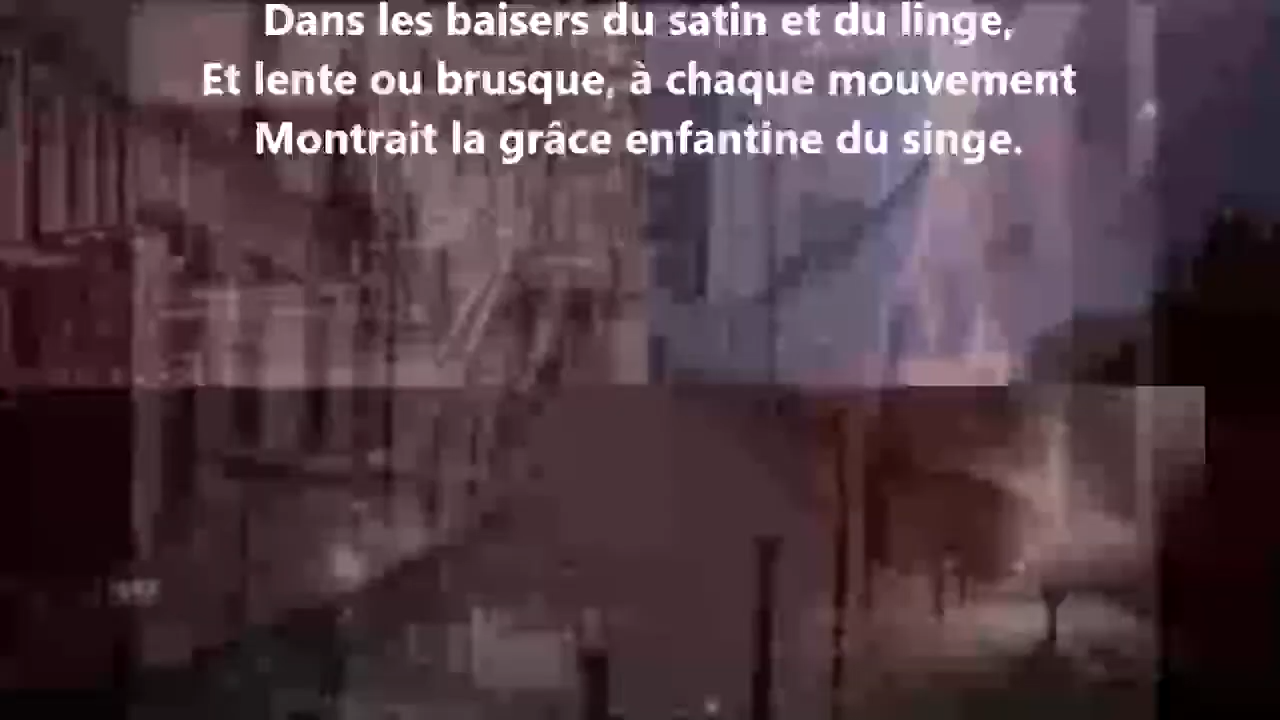 Dans les baisers du satin et du linge,
Et lente ou brusque, à chaque mouvement
Montrait la grâce enfantine du singe.